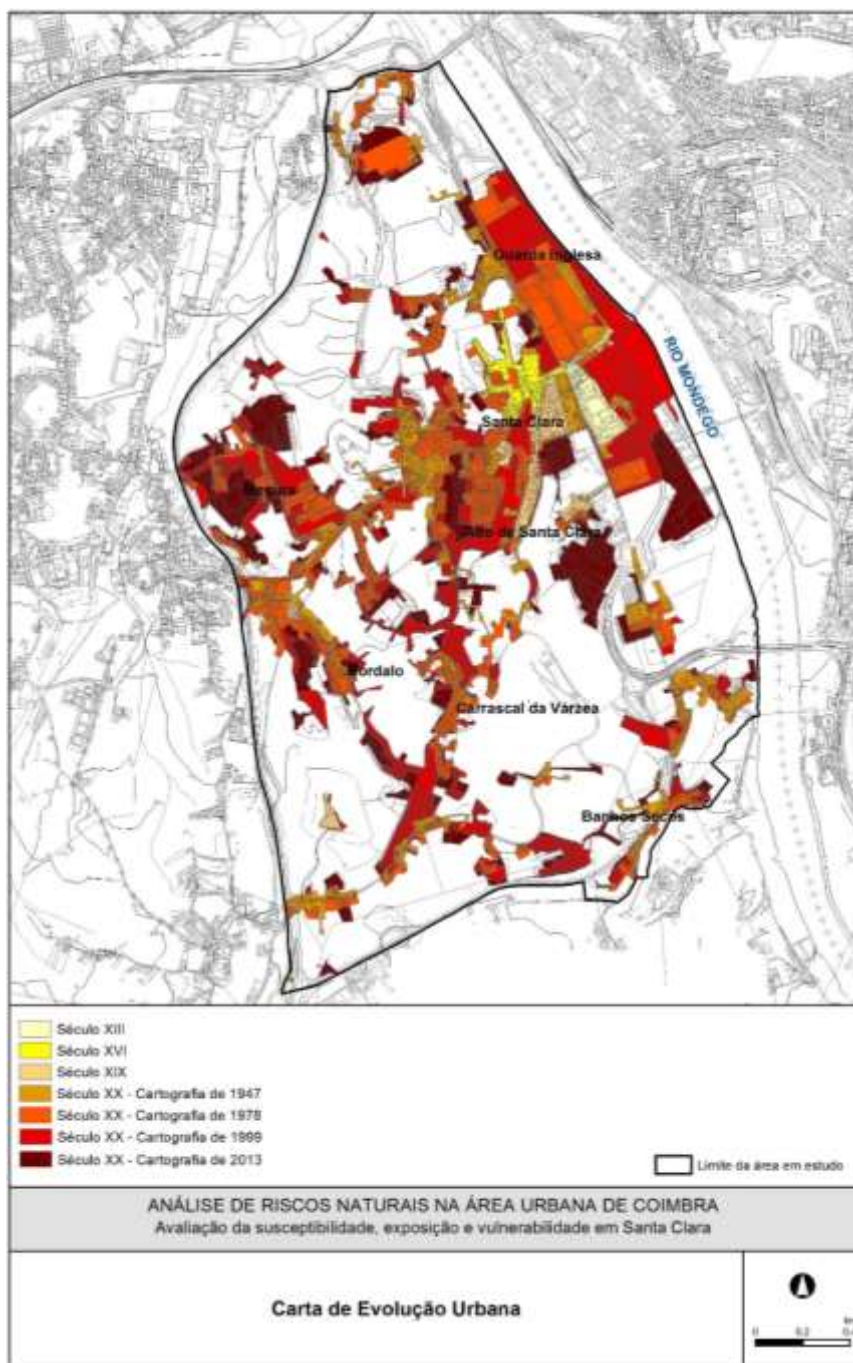 Quinta Inglesa
RIO MONDEGO
Santa Clara
Alto de Santa Clara
Bordalo
Carrascal da Várzea
Banhos Secos
Século XIII
Século XVI
Século XIX
Século XX - Cartografia de 1947
Século XX - Cartografia de 1978
Século XX - Cartografia de 1999
Século XX - Cartografia de 2013
Limite da área em estudo
ANÁLISE DE RISCOS NATURAIS NA ÁREA URBANA DE COIMBRA
Avaliação da susceptibilidade, exposição e vulnerabilidade em Santa Clara
Carta de Evolução Urbana
0 0.2